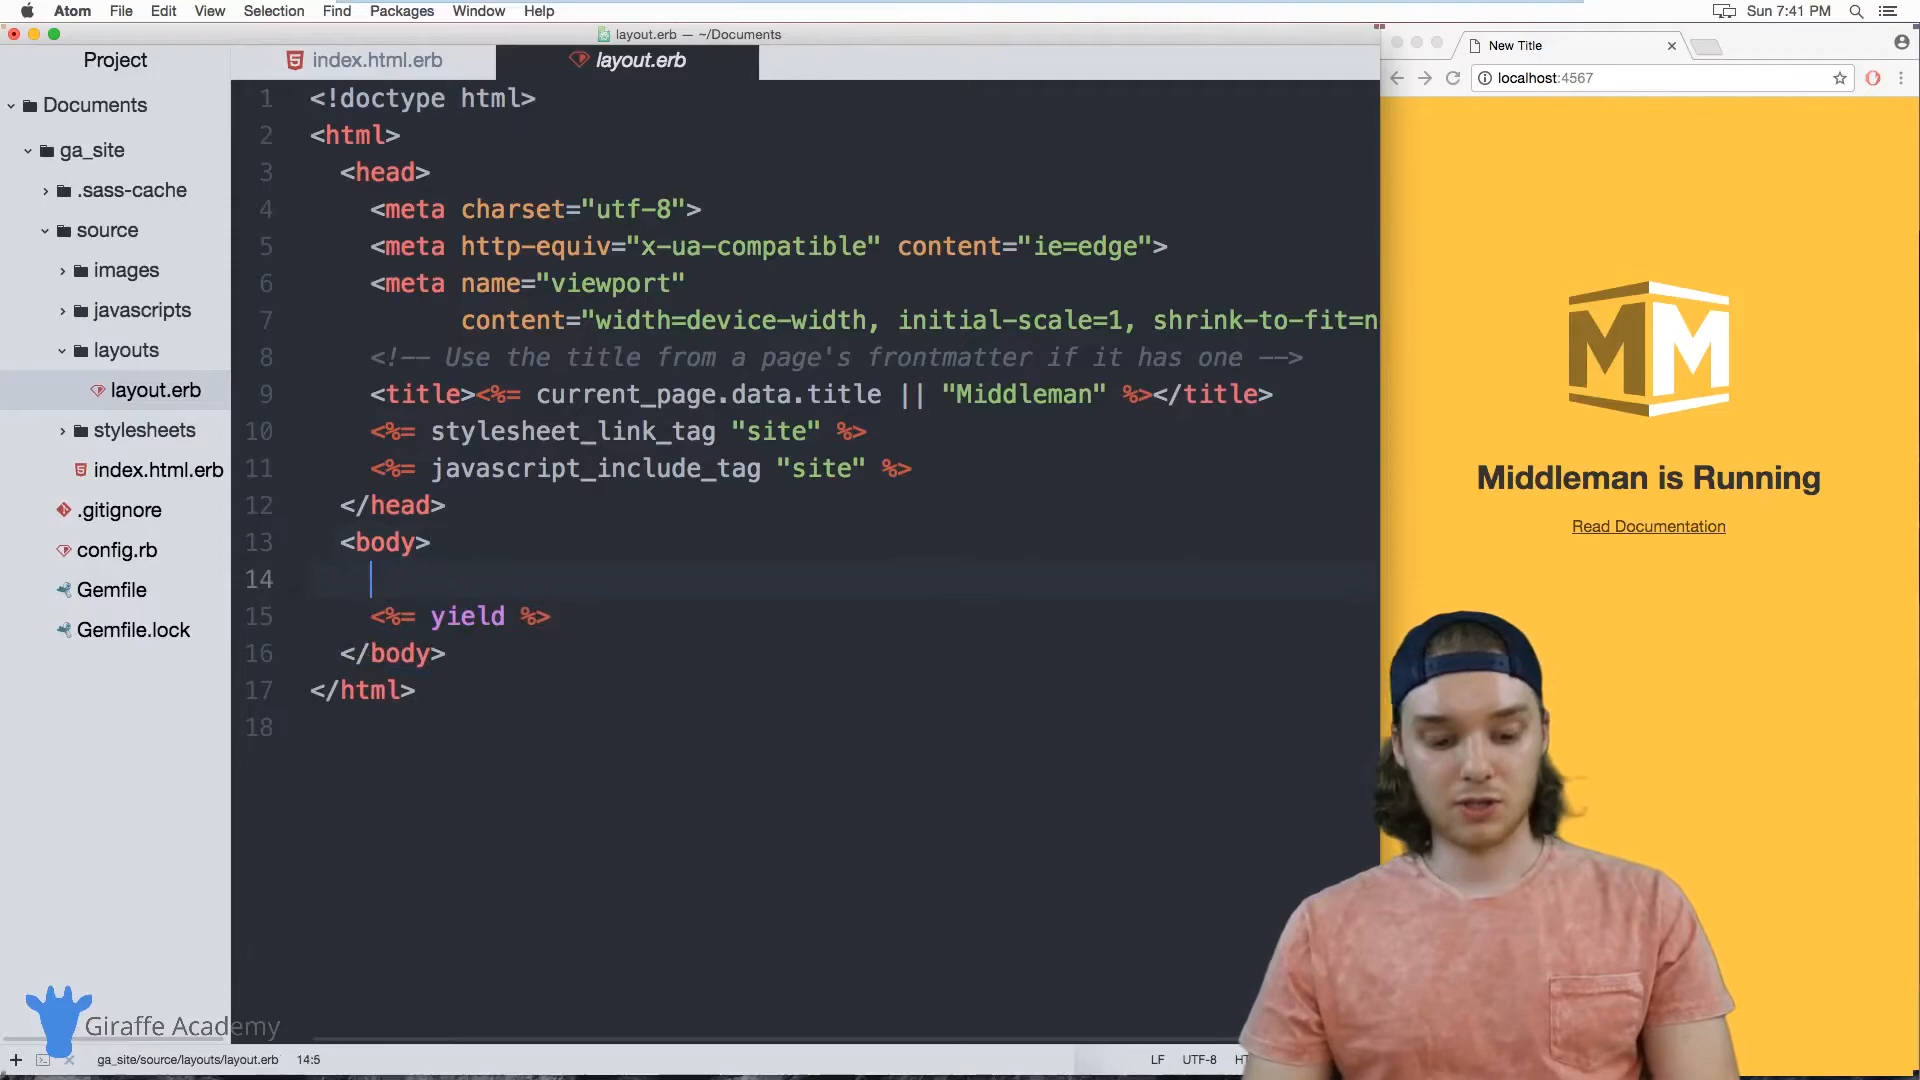 Atom File Edit View Selection Find Packages Window Help
Sun 7:41 PM
layout.erb — ~/Documents
Project
Documents
ga_site
.sass-cache
source
images
javascripts
layouts
layout.erb
stylesheets
index.html.erb
.gitignore
config.rb
Gemfile
Gemfile.lock
index.html.erb
layout.erb
1 <!doctype html>
2 <html>
3 <head>
4 <meta charset="utf-8">
5 <meta http-equiv="x-ua-compatible" content="ie=edge">
6 <meta name="viewport"
7 content="width=device-width, initial-scale=1, shrink-to-fit=n
8 <!-- Use the title from a page's frontmatter if it has one -->
9 <title><%= current_page.data.title || "Middleman" %></title>
10 <%= stylesheet_link_tag "site" %>
11 <%= javascript_include_tag "site" %>
12 </head>
13 <body>
14
15 <%= yield %>
16 </body>
17 </html>
18
ga_site/source/layouts/layout.erb 14:5
LF UTF-8 HT
Giraffe Academy
New Title
localhost:4567
MM
Middleman is Running
Read Documentation